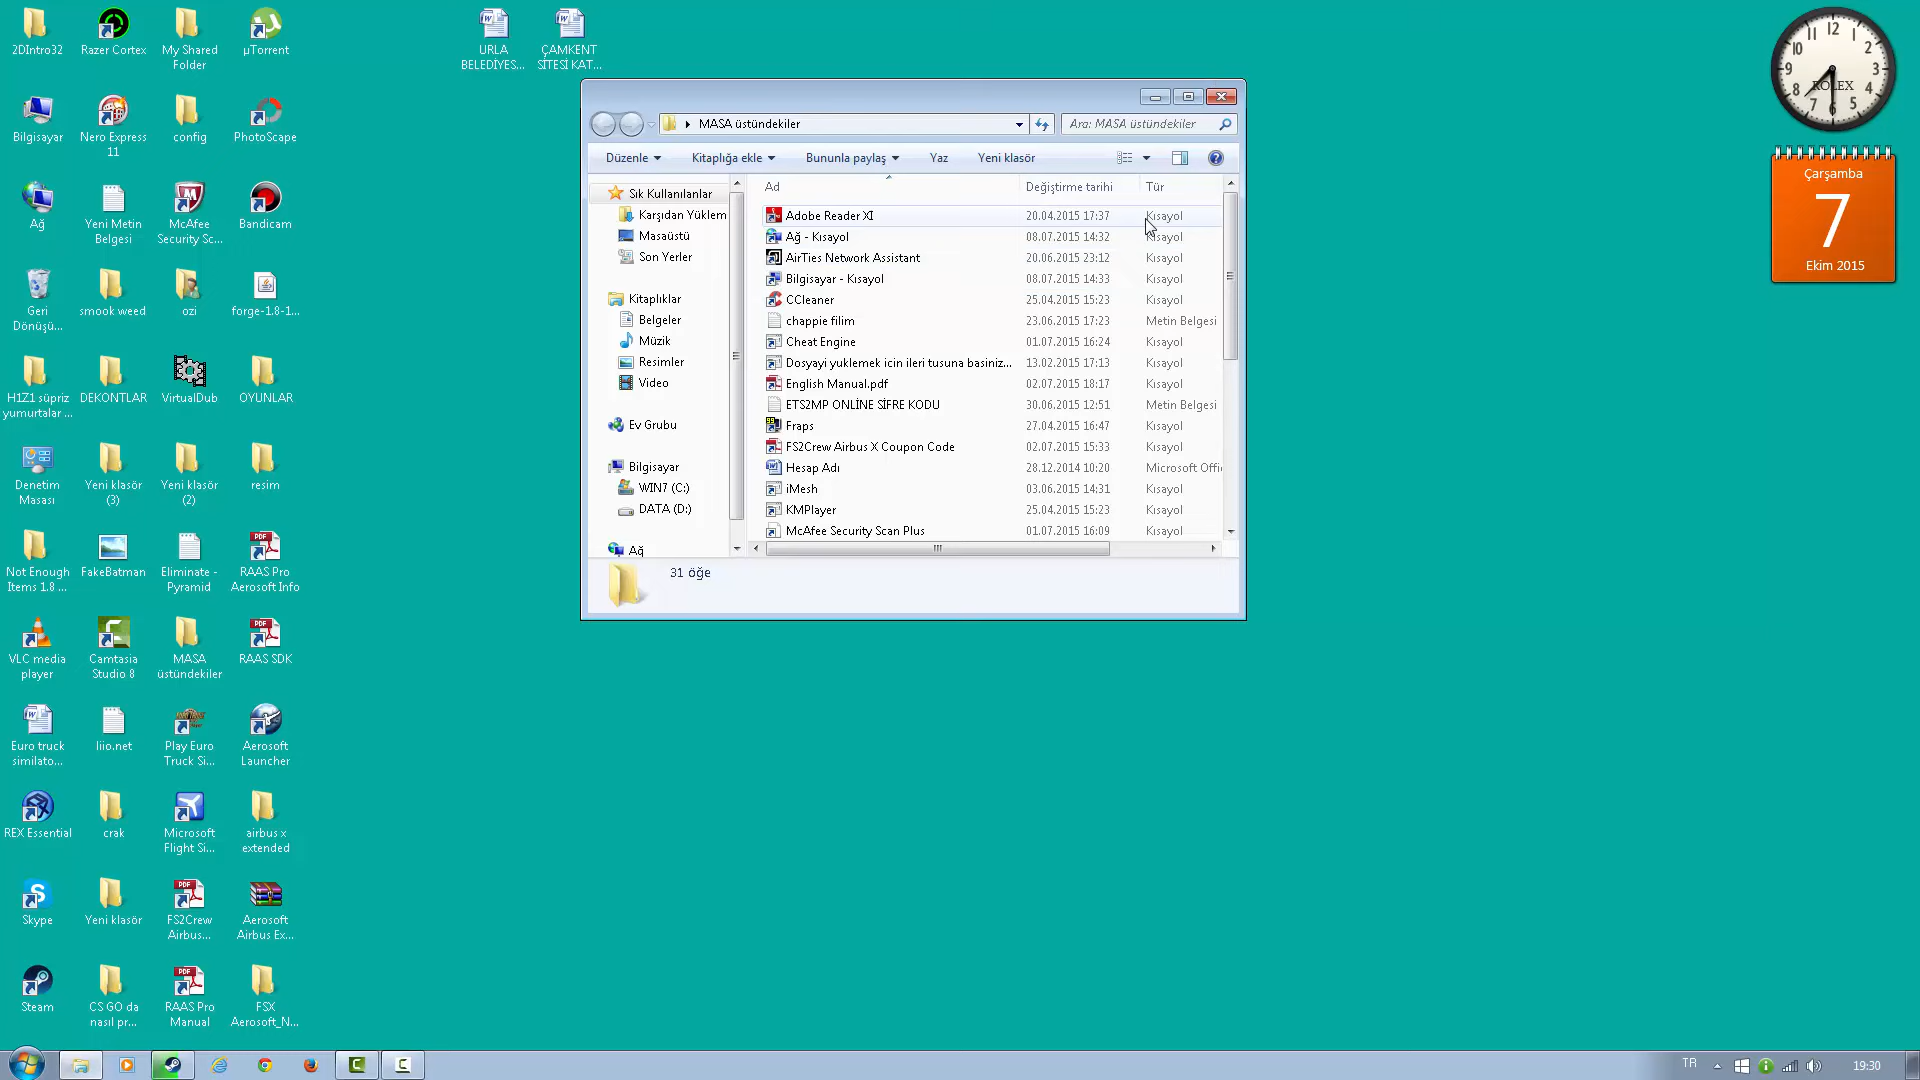 2DIntro32
Razer Cortex
My Shared
Folder
µTorrent
URLA
BELEDİYES...
ÇAMKENT
SİTESİ KAT...
Bilgisayar
Nero Express
11
config
PhotoScape
Ağ
Yeni Metin
Belgesi
McAfee
Security Sc...
Bandicam
Geri
Dönüşü...
smook weed
ozi
forge-1.8-1...
H1Z1 süpriz
yumurtalar ...
DEKONTLAR
VirtualDub
OYUNLAR
Denetim
Masası
Yeni klasör
(3)
Yeni klasör
(2)
resim
Not Enough
Items 1.8 ...
FakeBatman
Eliminate -
Pyramid
RAAS Pro
Aerosoft Info
VLC media
player
Camtasia
Studio 8
MASA
üstündekiler
RAAS SDK
Euro truck
similato...
liio.net
Play Euro
Truck Si...
Aerosoft
Launcher
REX Essential
crak
Microsoft
Flight Si...
airbus x
extended
Skype
Yeni klasör
FS2Crew
Airbus...
Aerosoft
Airbus Ex...
Steam
CS GO da
nasıl pr...
RAAS Pro
Manual
FSX
Aerosoft_N...
MASA üstündekiler
Ara: MASA üstündekiler
Düzenle
Kitaplığa ekle
Bununla paylaş
Yaz
Yeni klasör
Sık Kullanılanlar
Karşıdan Yüklem
Masaüstü
Son Yerler
Kitaplıklar
Belgeler
Müzik
Resimler
Video
Ev Grubu
Bilgisayar
WIN7 (C:)
DATA (D:)
Ağ
Ad Değiştirme tarihi Tür
Adobe Reader XI 20.04.2015 17:37 Kısayol
Ağ - Kısayol 08.07.2015 14:32 Kısayol
AirTies Network Assistant 20.06.2015 23:12 Kısayol
Bilgisayar - Kısayol 08.07.2015 14:33 Kısayol
CCleaner 25.04.2015 15:23 Kısayol
chappie filim 23.06.2015 17:23 Metin Belgesi
Cheat Engine 01.07.2015 16:24 Kısayol
Dosyayi yuklemek icin ileri tusuna basiniz... 13.02.2015 17:13 Kısayol
English Manual.pdf 02.07.2015 18:17 Kısayol
ETS2MP ONLİNE SİFRE KODU 30.06.2015 12:51 Metin Belgesi
Fraps 27.04.2015 16:47 Kısayol
FS2Crew Airbus X Coupon Code 02.07.2015 15:33 Kısayol
Hesap Adı 28.12.2014 10:20 Microsoft Offi
iMesh 03.06.2015 14:31 Kısayol
KMPlayer 25.04.2015 15:23 Kısayol
McAfee Security Scan Plus 01.07.2015 16:09 Kısayol
31 öğe
12
1
2
3
4
5
6
7
8
9
10
11
ROLEX
Çarşamba
7
Ekim 2015
TR
19:30